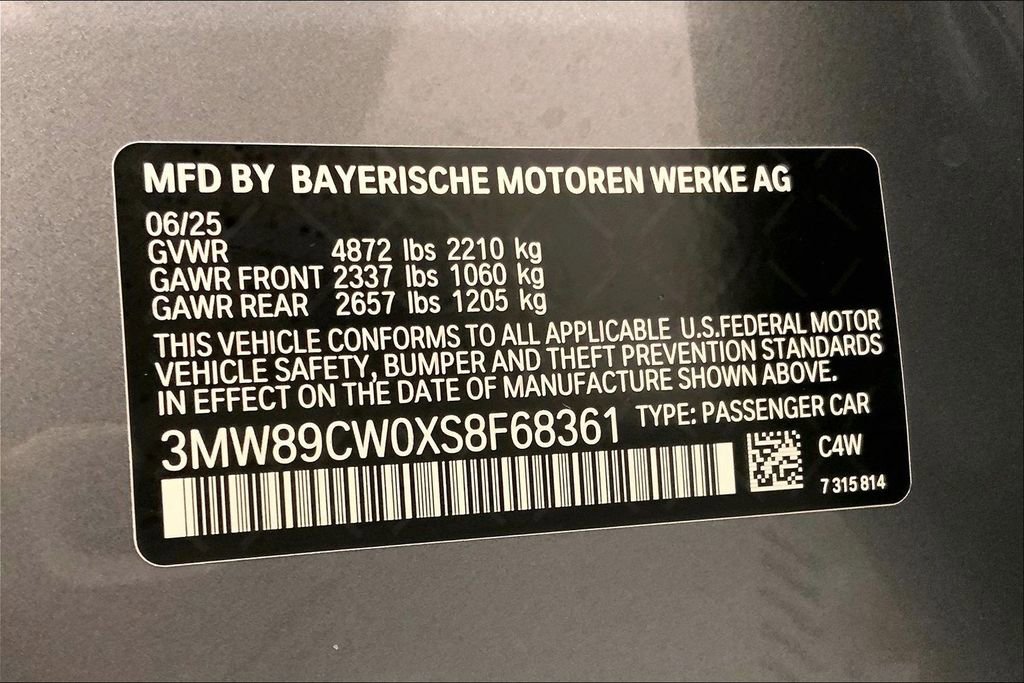 MFD BY BAYERISCHE MOTOREN WERKE AG
06/25
GVWR 4872 lbs 2210 kg
GAWR FRONT 2337 lbs 1060 kg
GAWR REAR 2657 lbs 1205 kg
THIS VEHICLE CONFORMS TO ALL APPLICABLE U.S.FEDERAL MOTOR
VEHICLE SAFETY, BUMPER AND THEFT PREVENTION STANDARDS
IN EFFECT ON THE DATE OF MANUFACTURE SHOWN ABOVE.
3MW89CW0XS8F68361 TYPE: PASSENGER CAR
C4W
7 315 814